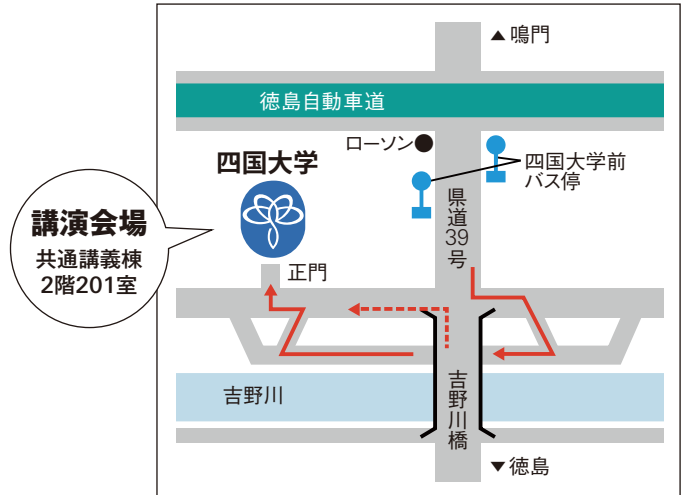 ▲鳴門
徳島自動車道
ローソン
四国大学前
バス停
四国大学
県道39号
講演会場
共通講義棟
2階201室
正門
吉野川
吉野川橋
▼徳島